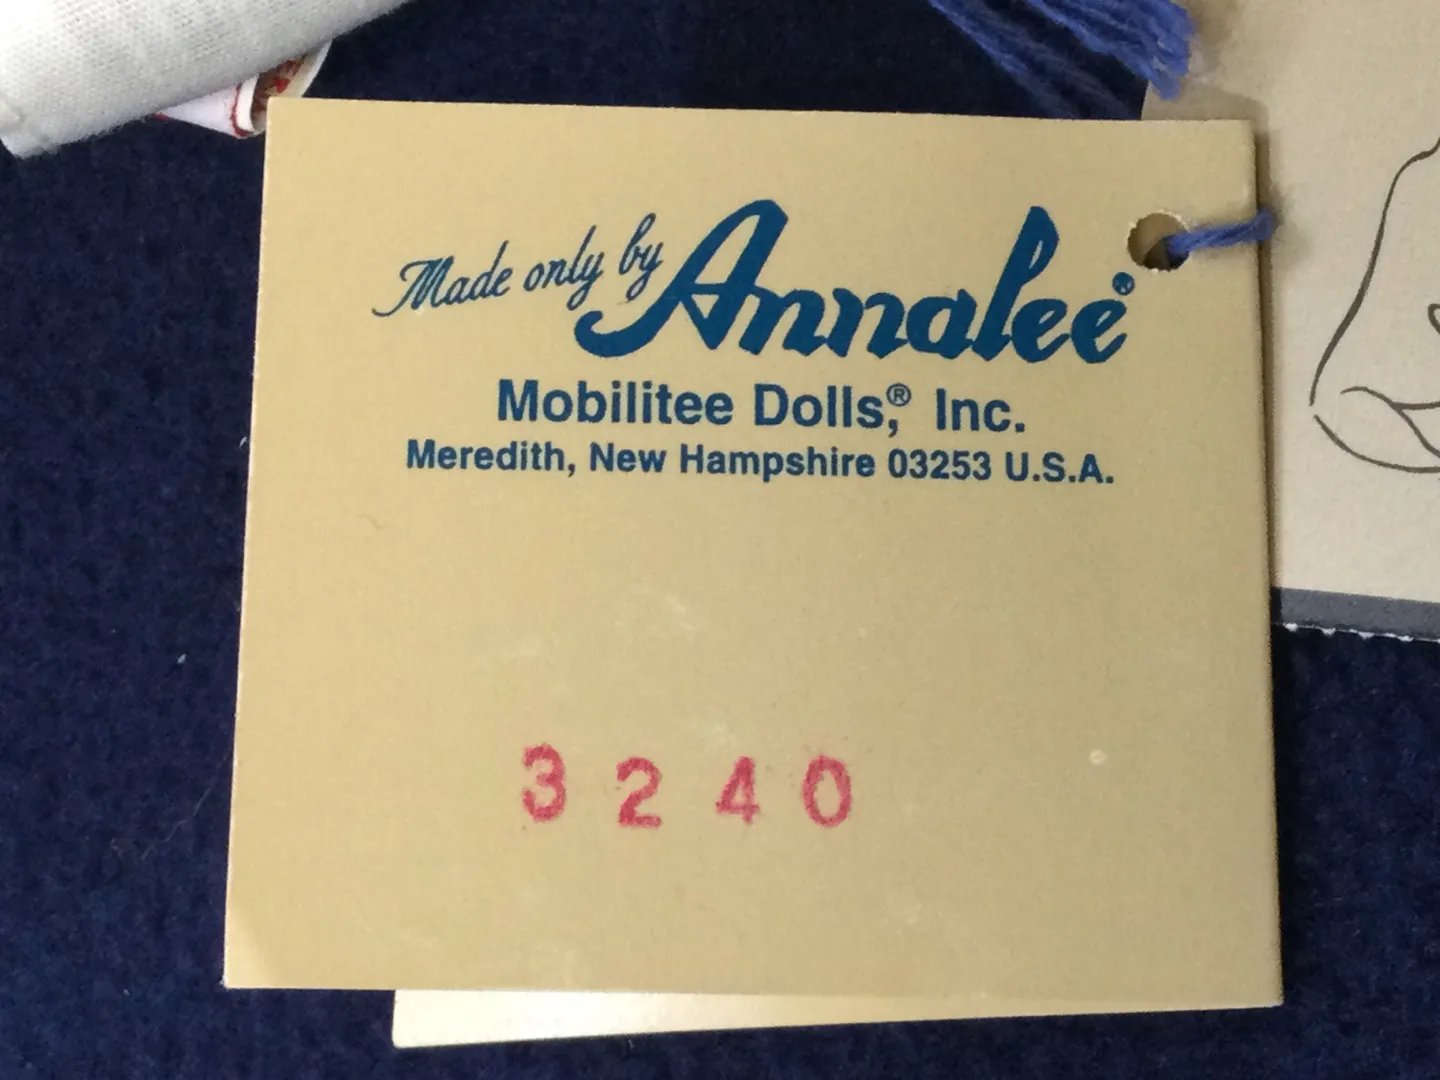 Made only by Annalee®
Mobilitee Dolls,® Inc.
Meredith, New Hampshire 03253 U.S.A.
3240